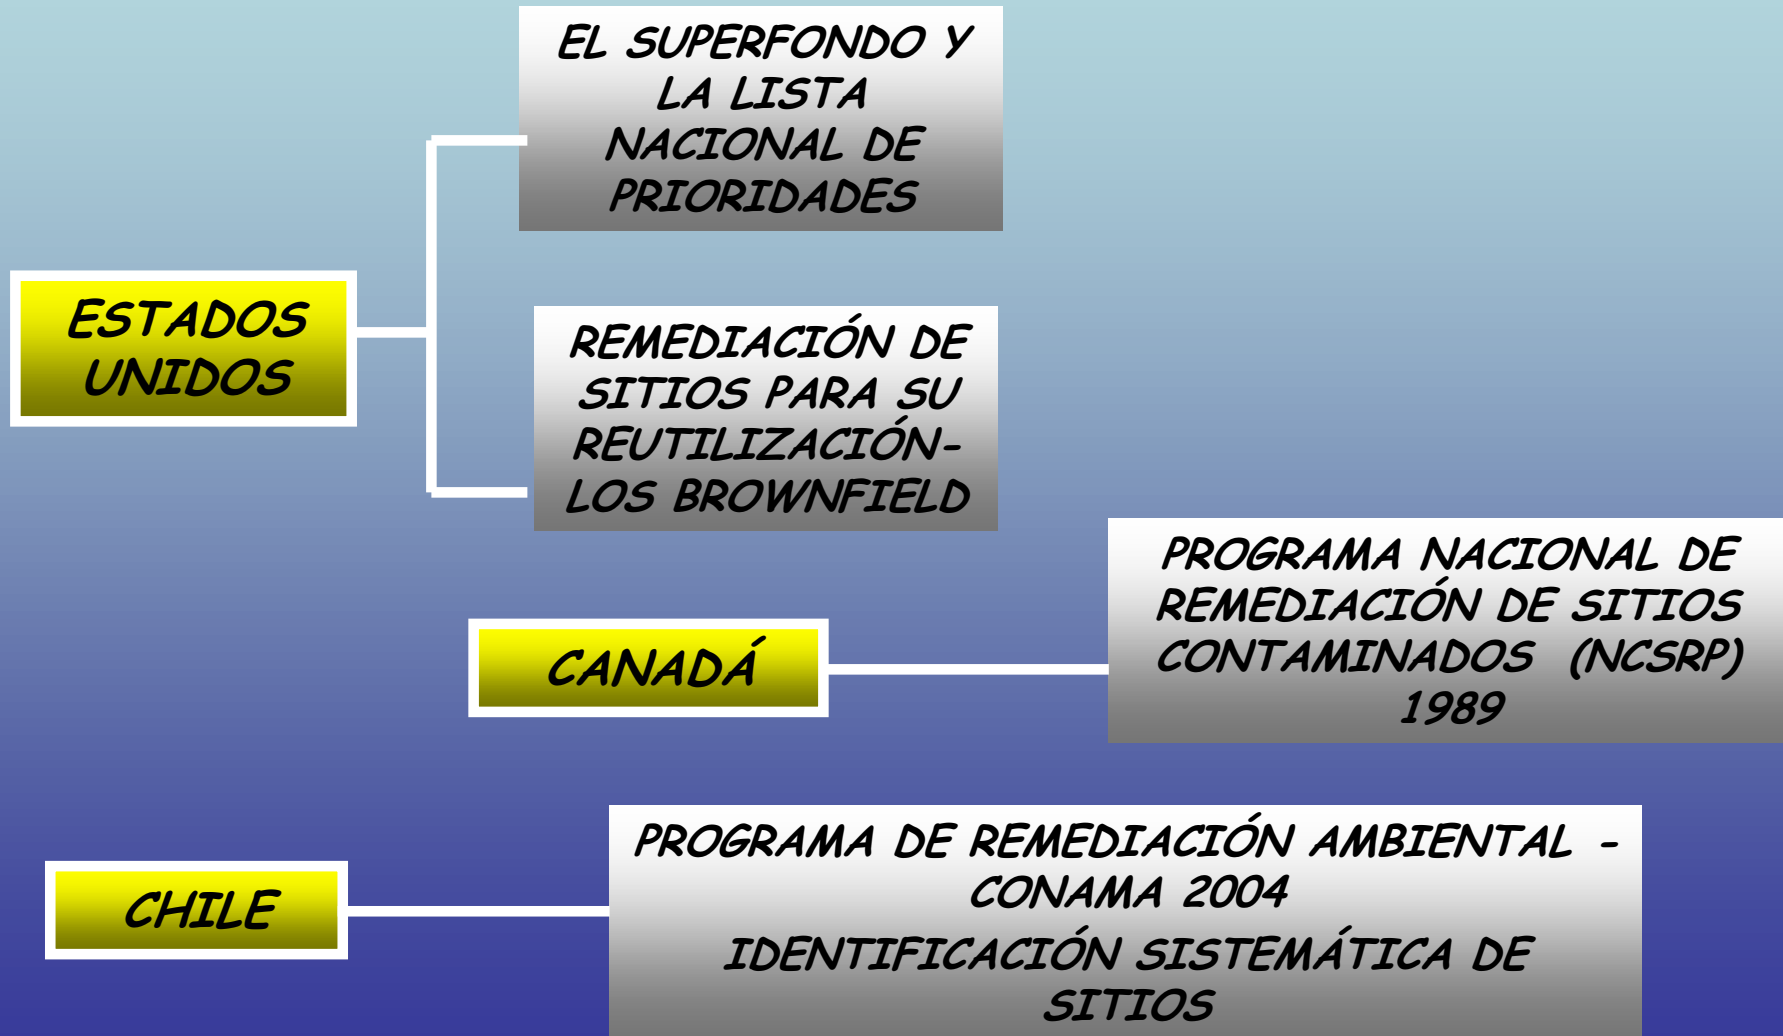 EL SUPERFONDO Y
LA LISTA
NACIONAL DE
PRIORIDADES
ESTADOS
UNIDOS
REMEDIACIÓN DE
SITIOS PARA SU
REUTILIZACIÓN-
LOS BROWNFIELD
PROGRAMA NACIONAL DE
REMEDIACIÓN DE SITIOS
CONTAMINADOS (NCSRP)
1989
CANADÁ
PROGRAMA DE REMEDIACIÓN AMBIENTAL -
CONAMA 2004
IDENTIFICACIÓN SISTEMÁTICA DE
SITIOS
CHILE